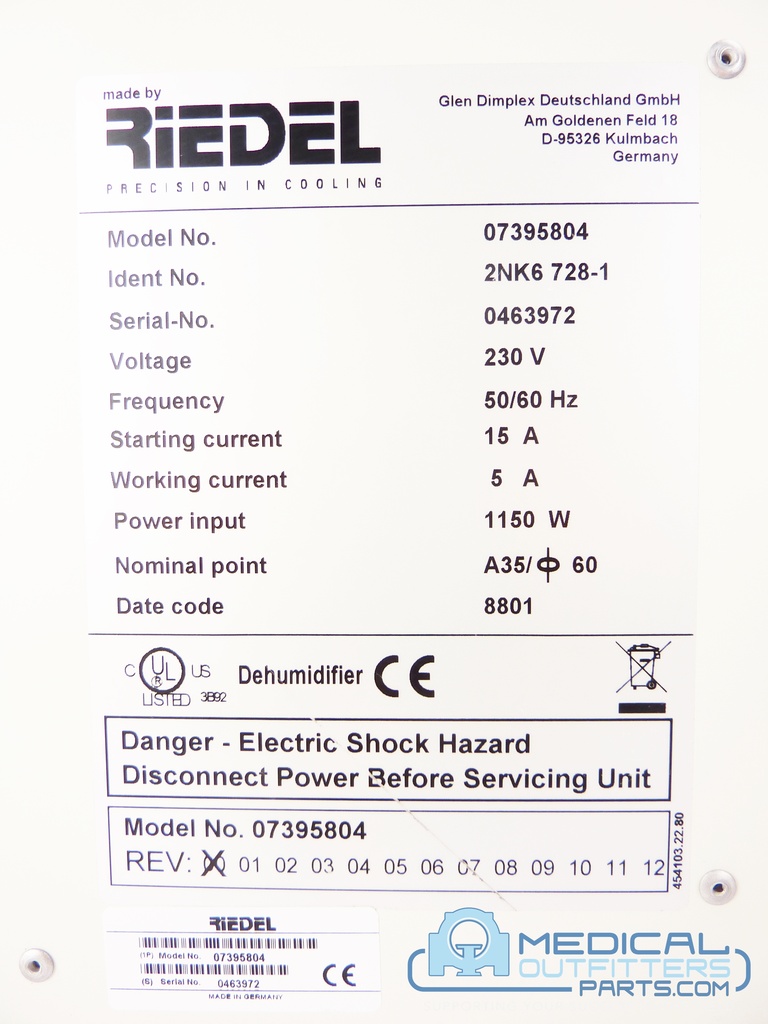 made by
RIEDEL
PRECISION IN COOLING
Glen Dimplex Deutschland GmbH
Am Goldenen Feld 18
D-95326 Kulmbach
Germany
Model No. 07395804
Ident No. 2NK6 728-1
Serial-No. 0463972
Voltage 230 V
Frequency 50/60 Hz
Starting current 15 A
Working current 5 A
Power input 1150 W
Nominal point A35/ϕ 60
Date code 8801
C UL ® US Dehumidifier CE
LISTED 3B92
Danger - Electric Shock Hazard
Disconnect Power Before Servicing Unit
Model No. 07395804
REV: 00 01 02 03 04 05 06 07 08 09 10 11 12
454103.22.80
RIEDEL
(1P) Model No. 07395804
(S) Serial No. 0463972
CE
MADE IN GERMANY
MEDICAL
OUTFITTERS
PARTS.COM